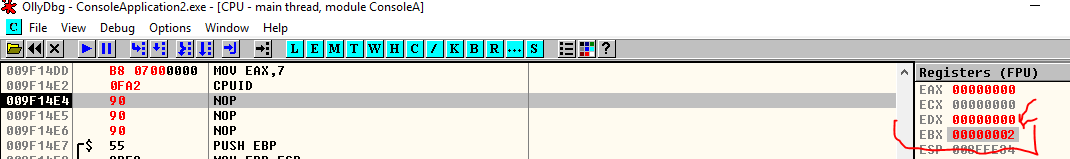 OllyDbg - ConsoleApplication2.exe - [CPU - main thread, module ConsoleA]
C File View Debug Options Window Help
L E M T W H C / K B R ... S ?
009F14DD B8 07000000 MOV EAX,7
009F14E2 0FA2 CPUID
009F14E4 90 NOP
009F14E5 90 NOP
009F14E6 90 NOP
009F14E7 $ 55 PUSH EBP
Registers (FPU)
EAX 00000000
ECX 00000000
EDX 00000000
EBX 00000002